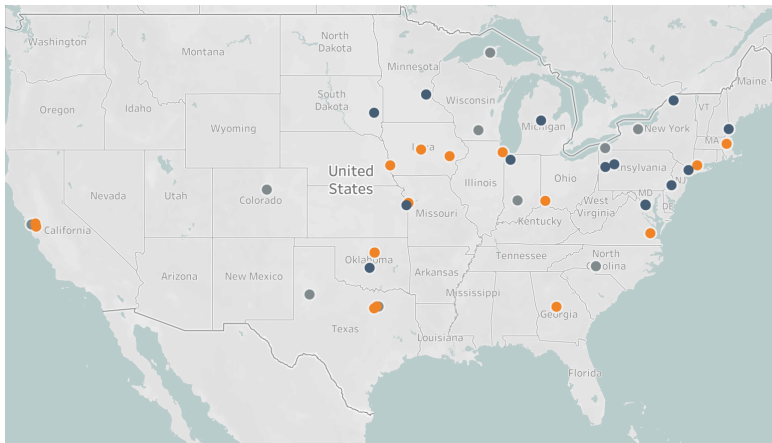 Washington
Montana
North
Dakota
Minnesota
Maine
Oregon
Idaho
South
Dakota
Wisconsin
Michigan
VT
New York
Wyoming
MA
Iowa
United
States
Nevada
Utah
Colorado
Illinois
Ohio
Pennsylvania
NJ
MD
DE
California
Missouri
West
Virginia
Kentucky
Arizona
New Mexico
Oklahoma
Arkansas
Tennessee
North
Carolina
Mississippi
Texas
Louisiana
Georgia
Florida